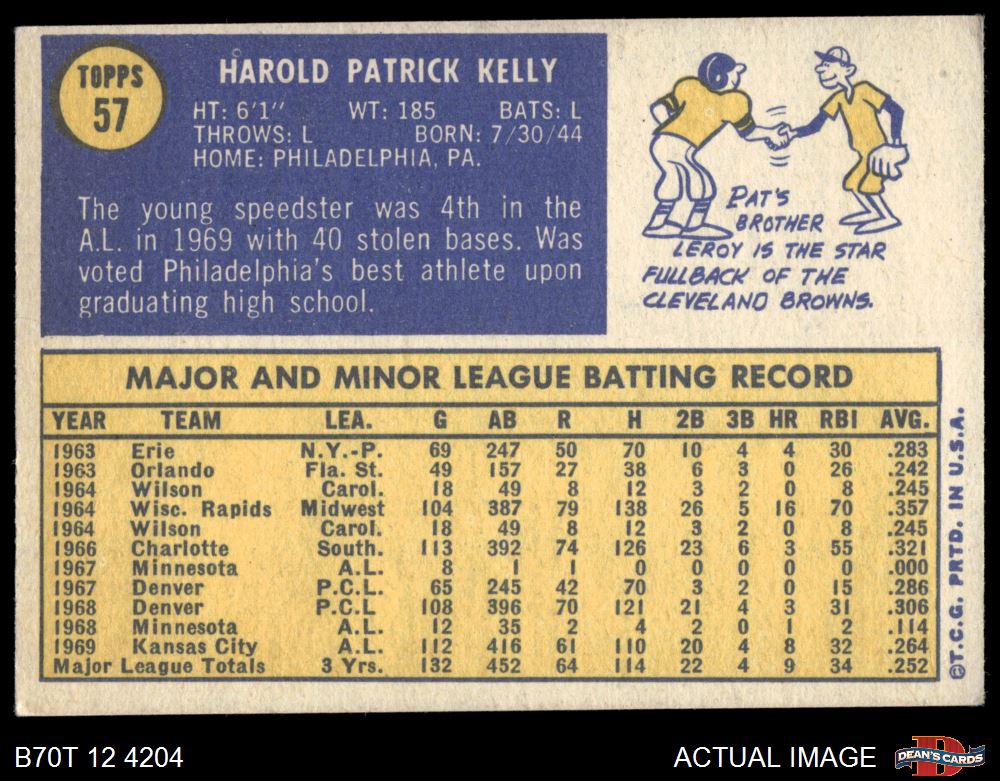 TOPPS
57
HAROLD PATRICK KELLY
HT: 6'1" WT: 185 BATS: L
THROWS: L BORN: 7/30/44
HOME: PHILADELPHIA, PA.
The young speedster was 4th in the
A.L. in 1969 with 40 stolen bases. Was
voted Philadelphia's best athlete upon
graduating high school.
PAT'S
BROTHER
LEROY IS THE STAR
FULLBACK OF THE
CLEVELAND BROWNS.
MAJOR AND MINOR LEAGUE BATTING RECORD
YEAR TEAM LEA. G AB R H 2B 3B HR RBI AVG.
1963 Erie N.Y.-P. 69 247 50 70 10 4 4 30 .283
1963 Orlando Fla. St. 49 157 27 38 6 3 0 26 .242
1964 Wilson Carol. 18 49 8 12 3 2 0 8 .245
1964 Wisc. Rapids Midwest 104 387 79 138 26 5 16 70 .357
1964 Wilson Carol. 18 49 8 12 3 2 0 8 .245
1966 Charlotte South. 113 392 74 126 23 6 3 55 .321
1967 Minnesota A.L. 8 1 1 0 0 0 0 0 .000
1967 Denver P.C.L. 65 245 42 70 3 2 0 15 .286
1968 Denver P.C.L 108 396 70 121 21 4 3 31 .306
1968 Minnesota A.L. 12 35 2 4 2 0 1 2 .114
1969 Kansas City A.L. 112 416 61 110 20 4 8 32 .264
Major League Totals 3 Yrs. 132 452 64 114 22 4 9 34 .252
©T.C.G. PRTD. IN U.S.A.
B70T 12 4204
ACTUAL IMAGE
D
DEAN'S CARDS